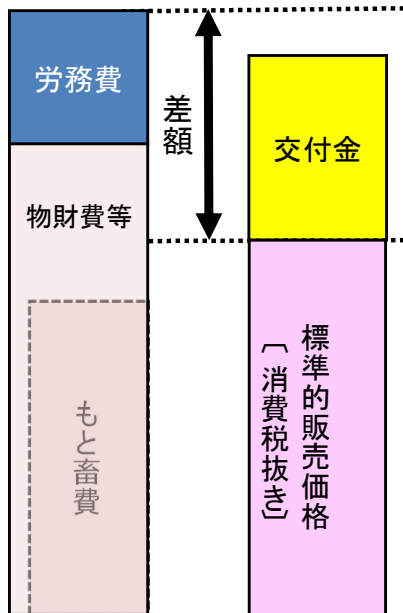 労務費
物財費等
もと畜費
差額
交付金
標準的販売価格
〔消費税抜き〕